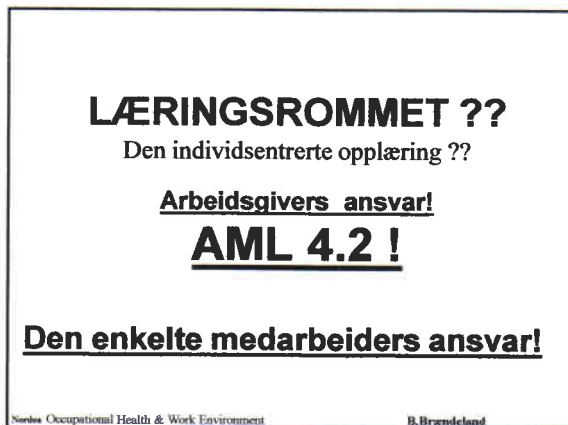 LÆRINGSROMMET ??
Den individsentrerte opplæring ??
Arbeidsgivers ansvar!
AML 4.2 !
Den enkelte medarbeiders ansvar!
Occupational Health & Work Environment B.Brændeland